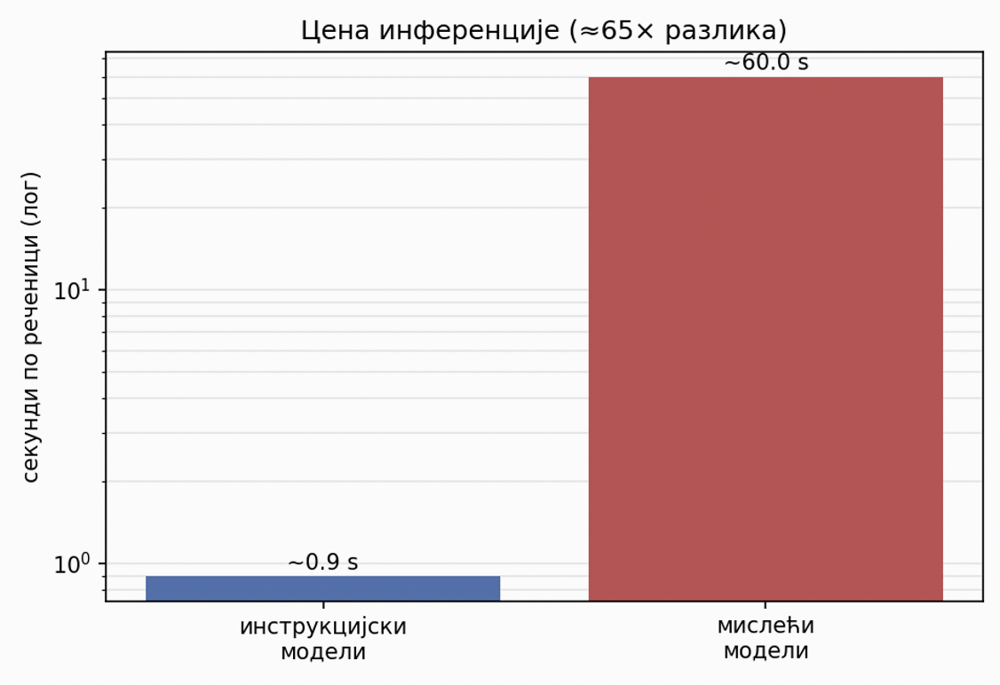 Цена инференције (≈65× разлика)
~60.0 s
секунди по реченици (лог)
10¹
10⁰
~0.9 s
инструкцијски
модели
мислећи
модели